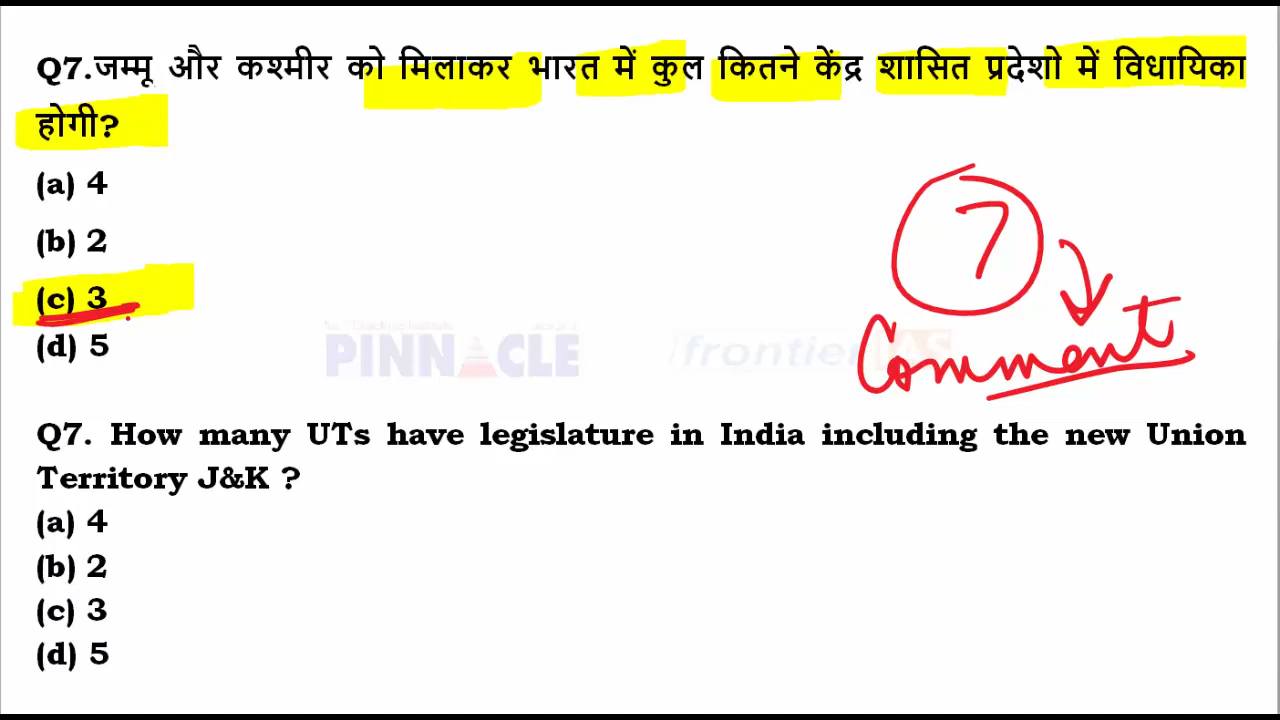 Q7.जम्मू और कश्मीर को मिलाकर भारत में कुल कितने केंद्र शासित प्रदेशो में विधायिका
होगी?
(a) 4
(b) 2
(c) 3
(d) 5
7
Comment
PINNACLE
frontier IAS
Q7. How many UTs have legislature in India including the new Union
Territory J&K ?
(a) 4
(b) 2
(c) 3
(d) 5